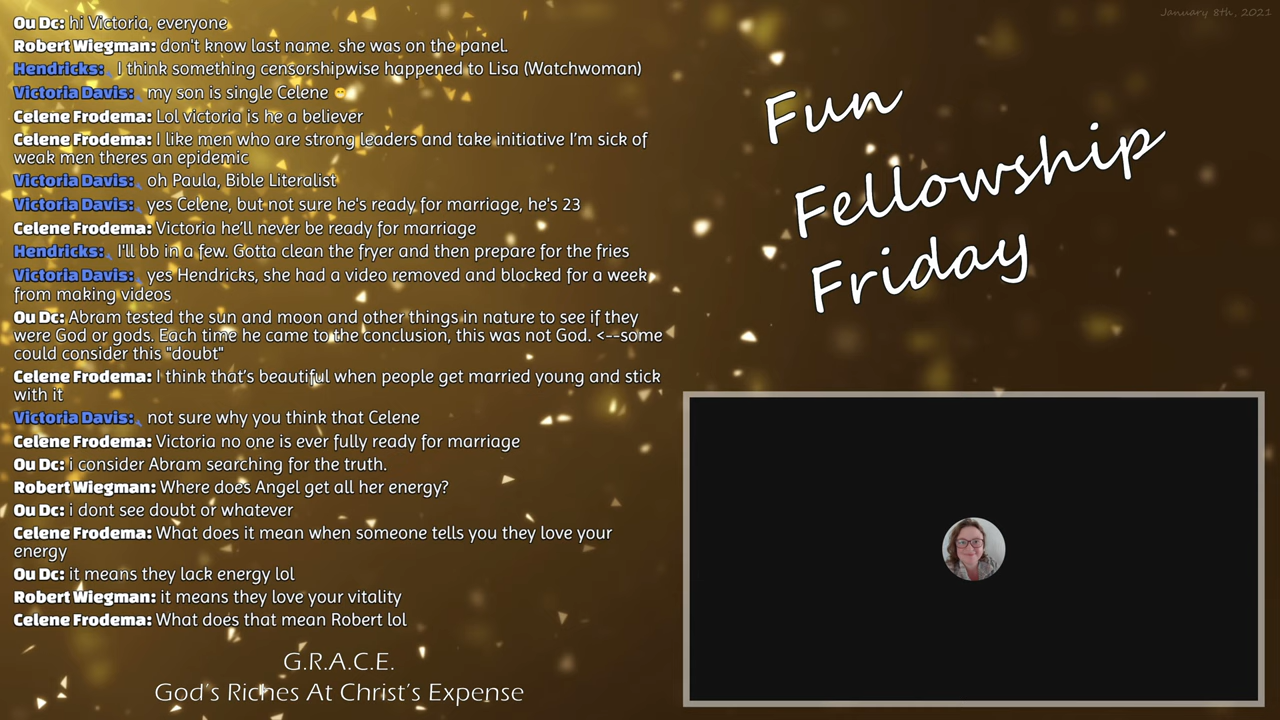 Ou Dc: hi Victoria, everyone
Robert Wiegman: don't know last name. she was on the panel.
Hendricks: I think something censorshipwise happened to Lisa (Watchwoman)
Victoria Davis: my son is single Celene 😁
Celene Frodema: Lol victoria is he a believer
Celene Frodema: I like men who are strong leaders and take initiative I'm sick of
weak men theres an epidemic
Victoria Davis: oh Paula, Bible Literalist
Victoria Davis: yes Celene, but not sure he's ready for marriage, he's 23
Celene Frodema: Victoria he'll never be ready for marriage
Hendricks: I'll bb in a few. Gotta clean the fryer and then prepare for the fries
Victoria Davis: yes Hendricks, she had a video removed and blocked for a week
from making videos
Ou Dc: Abram tested the sun and moon and other things in nature to see if they
were God or gods. Each time he came to the conclusion, this was not God. <--some
could consider this "doubt"
Celene Frodema: I think that's beautiful when people get married young and stick
with it
Victoria Davis: not sure why you think that Celene
Celene Frodema: Victoria no one is ever fully ready for marriage
Ou Dc: i consider Abram searching for the truth.
Robert Wiegman: Where does Angel get all her energy?
Ou Dc: i dont see doubt or whatever
Celene Frodema: What does it mean when someone tells you they love your
energy
Ou Dc: it means they lack energy lol
Robert Wiegman: it means they love your vitality
Celene Frodema: What does that mean Robert lol
G.R.A.C.E.
God's Riches At Christ's Expense
January 8th, 2021
Fun
Fellowship
Friday